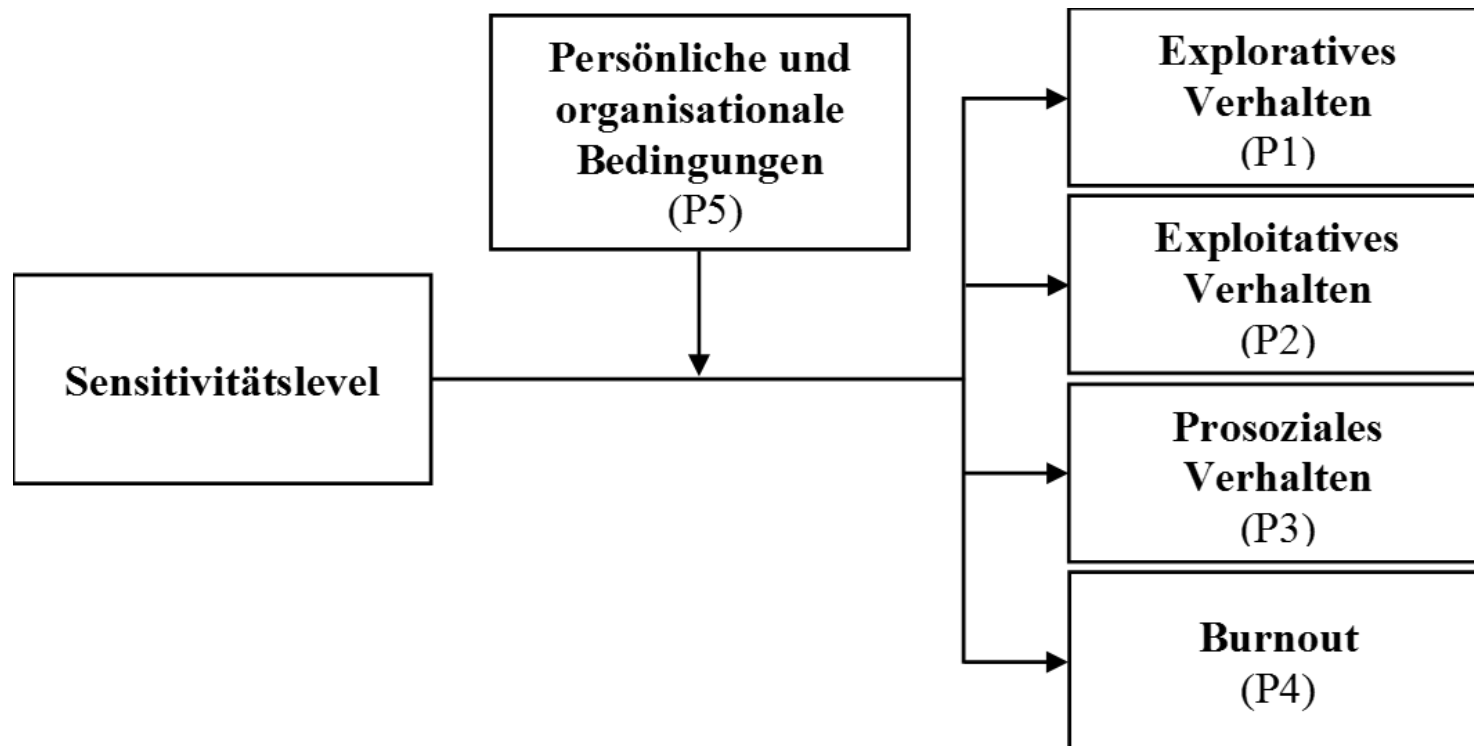 Persönliche und
organisationale
Bedingungen
(P5)
Sensitivitätslevel
Exploratives
Verhalten
(P1)
Exploitatives
Verhalten
(P2)
Prosoziales
Verhalten
(P3)
Burnout
(P4)